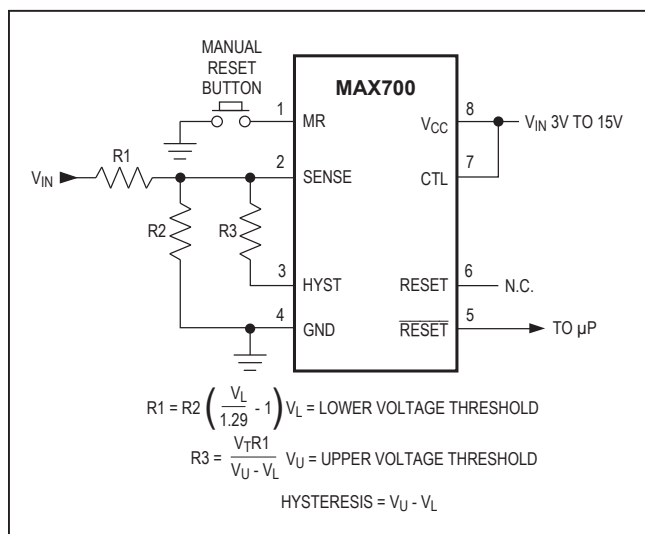 MANUAL
RESET
BUTTON
MAX700
1
MR
8
VCC
VIN 3V TO 15V
R1
VIN
2
SENSE
7
CTL
R2
R3
3
HYST
6
RESET
N.C.
4
GND
5
R̅E̅S̅E̅T̅
TO µP
R1 = R2 ( VL / 1.29 - 1 ) VL = LOWER VOLTAGE THRESHOLD
R3 = VTR1 / VU - VL VU = UPPER VOLTAGE THRESHOLD
HYSTERESIS = VU - VL